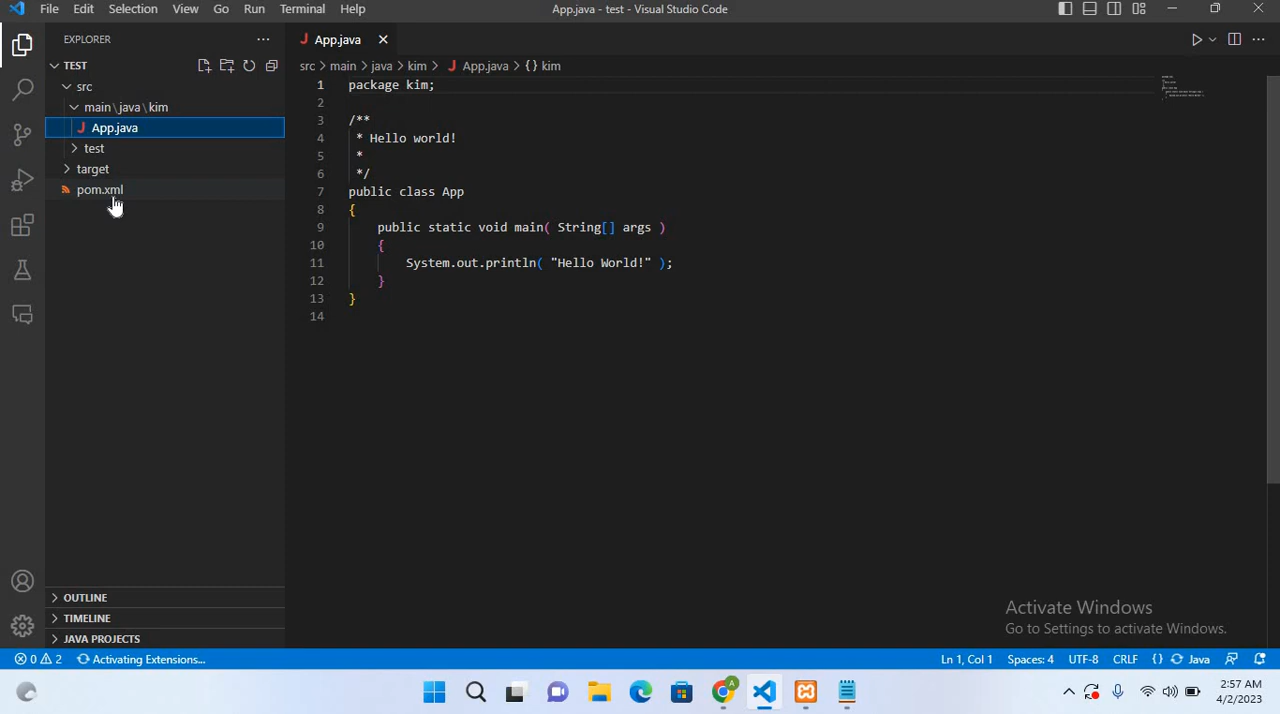 File Edit Selection View Go Run Terminal Help
App.java - test - Visual Studio Code
EXPLORER
TEST
src
main\java\kim
App.java
test
target
pom.xml
OUTLINE
TIMELINE
JAVA PROJECTS
App.java
src > main > java > kim > App.java > {} kim
1 package kim;
2
3 /**
4 * Hello world!
5 *
6 */
7 public class App
8 {
9 public static void main( String[] args )
10 {
11 System.out.println( "Hello World!" );
12 }
13 }
14
Activate Windows
Go to Settings to activate Windows.
0 2 Activating Extensions...
Ln 1, Col 1 Spaces: 4 UTF-8 CRLF {} Java
2:57 AM
4/2/2023